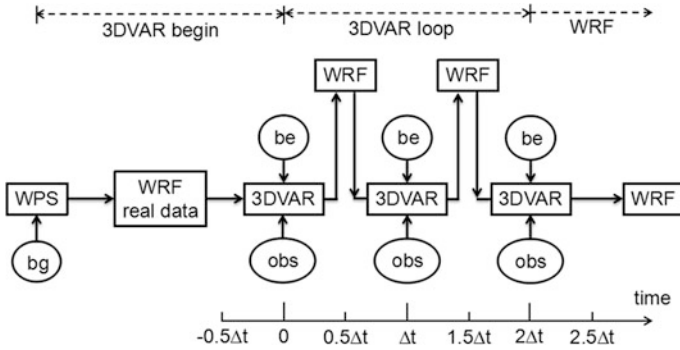 3DVAR begin 3DVAR loop WRF
WRF WRF
be be be
WPS WRF real data 3DVAR 3DVAR 3DVAR WRF
bg obs obs obs
time
-0.5Δt 0 0.5Δt Δt 1.5Δt 2Δt 2.5Δt